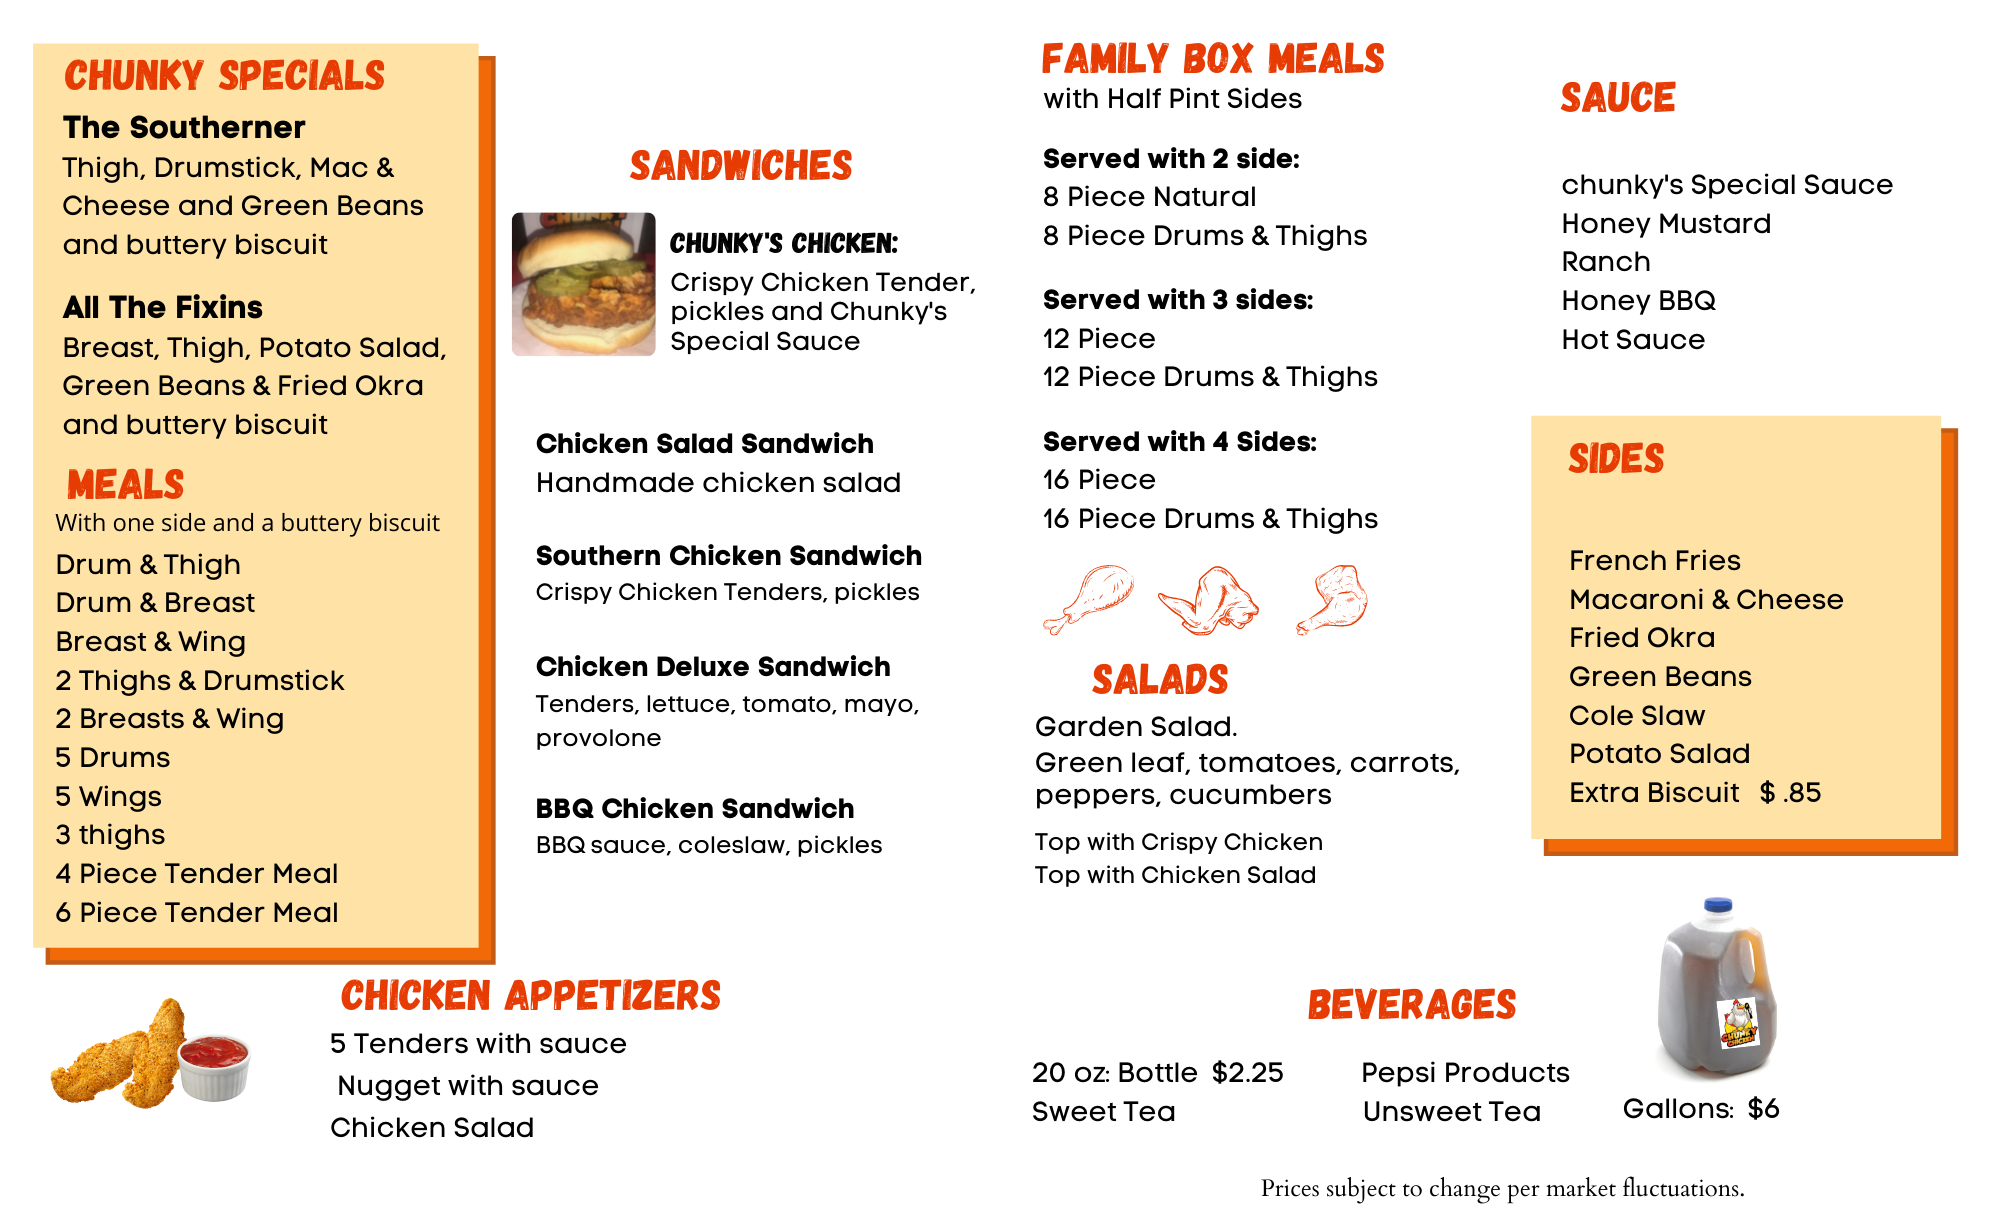 CHUNKY SPECIALS
The Southerner
Thigh, Drumstick, Mac &
Cheese and Green Beans
and buttery biscuit
All The Fixins
Breast, Thigh, Potato Salad,
Green Beans & Fried Okra
and buttery biscuit
MEALS
With one side and a buttery biscuit
Drum & Thigh
Drum & Breast
Breast & Wing
2 Thighs & Drumstick
2 Breasts & Wing
5 Drums
5 Wings
3 thighs
4 Piece Tender Meal
6 Piece Tender Meal
CHICKEN APPETIZERS
5 Tenders with sauce
Nugget with sauce
Chicken Salad
SANDWICHES
CHUNKY'S CHICKEN:
Crispy Chicken Tender,
pickles and Chunky's
Special Sauce
Chicken Salad Sandwich
Handmade chicken salad
Southern Chicken Sandwich
Crispy Chicken Tenders, pickles
Chicken Deluxe Sandwich
Tenders, lettuce, tomato, mayo,
provolone
BBQ Chicken Sandwich
BBQ sauce, coleslaw, pickles
FAMILY BOX MEALS
with Half Pint Sides
Served with 2 side:
8 Piece Natural
8 Piece Drums & Thighs
Served with 3 sides:
12 Piece
12 Piece Drums & Thighs
Served with 4 Sides:
16 Piece
16 Piece Drums & Thighs
SALADS
Garden Salad.
Green leaf, tomatoes, carrots,
peppers, cucumbers
Top with Crispy Chicken
Top with Chicken Salad
SAUCE
chunky's Special Sauce
Honey Mustard
Ranch
Honey BBQ
Hot Sauce
SIDES
French Fries
Macaroni & Cheese
Fried Okra
Green Beans
Cole Slaw
Potato Salad
Extra Biscuit $ .85
BEVERAGES
20 oz: Bottle $2.25
Sweet Tea
Pepsi Products
Unsweet Tea
CHUNKY
CHICKEN
Gallons: $6
Prices subject to change per market fluctuations.